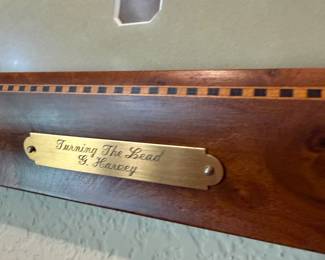 Turning The Lead
G. Harvey